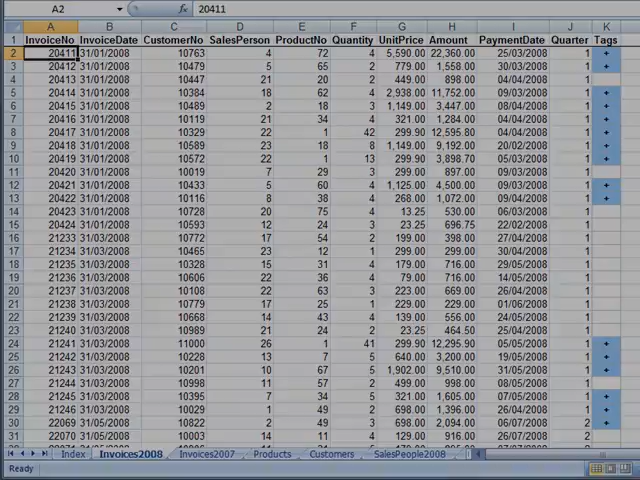 A2 20411
A B C D E F G H I J K
1 InvoiceNo InvoiceDate CustomerNo SalesPerson ProductNo Quantity UnitPrice Amount PaymentDate Quarter Tags
2 20411 31/01/2008 10763 4 72 4 5,590.00 22,360.00 25/03/2008 1 +
3 20412 31/01/2008 10479 5 65 2 779.00 1,558.00 30/03/2008 1 +
4 20413 31/01/2008 10447 21 20 2 449.00 898.00 04/04/2008 1
5 20414 31/01/2008 10384 18 62 4 2,938.00 11,752.00 09/03/2008 1 +
6 20415 31/01/2008 10489 2 18 3 1,149.00 3,447.00 08/04/2008 1 +
7 20416 31/01/2008 10119 21 34 4 321.00 1,284.00 04/04/2008 1 +
8 20417 31/01/2008 10329 22 1 42 299.90 12,595.80 04/04/2008 1 +
9 20418 31/01/2008 10589 23 18 8 1,149.00 9,192.00 20/02/2008 1 +
10 20419 31/01/2008 10572 22 1 13 299.90 3,898.70 05/03/2008 1 +
11 20420 31/01/2008 10019 7 29 3 299.00 897.00 04/03/2008 1
12 20421 31/01/2008 10433 5 60 4 1,125.00 4,500.00 09/03/2008 1 +
13 20422 31/01/2008 10116 8 38 4 268.00 1,072.00 09/04/2008 1 +
14 20423 31/01/2008 10728 20 75 4 13.25 530.00 06/03/2008 1
15 20424 31/01/2008 10593 12 24 3 23.25 696.75 22/02/2008 1
16 21233 31/03/2008 10772 17 54 2 199.00 398.00 27/04/2008 1
17 21234 31/03/2008 10465 23 12 1 299.00 299.00 30/04/2008 1
18 21235 31/03/2008 10328 15 31 4 179.00 716.00 29/05/2008 1
19 21236 31/03/2008 10606 22 36 4 79.00 716.00 14/05/2008 1
20 21237 31/03/2008 10108 22 63 3 223.00 669.00 26/04/2008 1
21 21238 31/03/2008 10779 17 25 1 229.00 229.00 01/06/2008 1
22 21239 31/03/2008 10668 14 43 4 139.00 556.00 24/05/2008 1
23 21240 31/03/2008 10989 21 24 2 23.25 464.50 01/05/2008 1
24 21241 31/03/2008 11000 26 1 41 299.90 12,295.90 31/05/2008 1 +
25 21242 31/03/2008 10228 13 7 5 640.00 3,200.00 19/05/2008 1 +
26 21243 31/03/2008 10201 67 17 5 1,902.00 9,510.00 31/05/2008 1 +
27 21244 31/03/2008 10998 11 57 2 499.00 998.00 08/05/2008 1
28 21245 31/03/2008 10395 7 34 5 321.00 1,605.00 07/05/2008 1 +
29 21246 31/03/2008 10029 1 49 2 698.00 1,396.00 28/04/2008 1 +
30 22069 31/05/2008 10822 2 49 3 698.00 2,094.00 06/07/2008 2 +
31 22070 31/05/2008 10003 14 11 4 129.00 916.00 26/07/2008 2
Index Invoices2008 Invoices2007 Products Customers SalesPeople2008
Ready